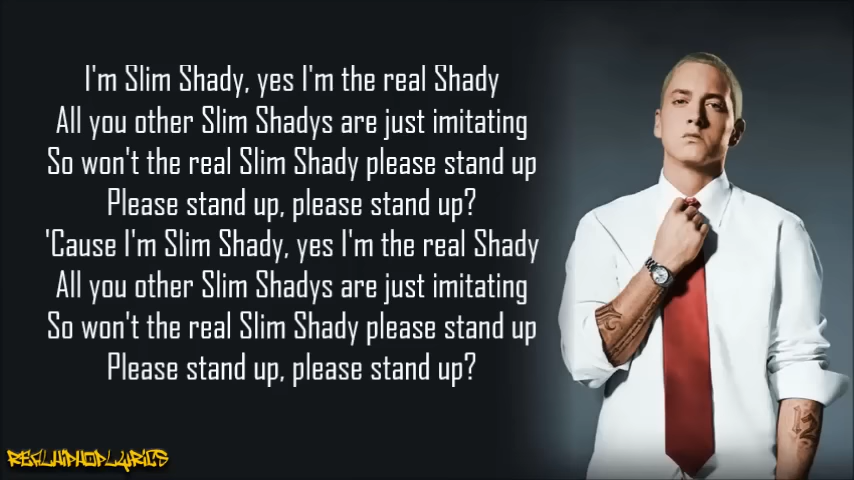 I'm Slim Shady, yes I'm the real Shady
All you other Slim Shadys are just imitating
So won't the real Slim Shady please stand up
Please stand up, please stand up?
'Cause I'm Slim Shady, yes I'm the real Shady
All you other Slim Shadys are just imitating
So won't the real Slim Shady please stand up
Please stand up, please stand up?
REALHIPHOPLYRICS